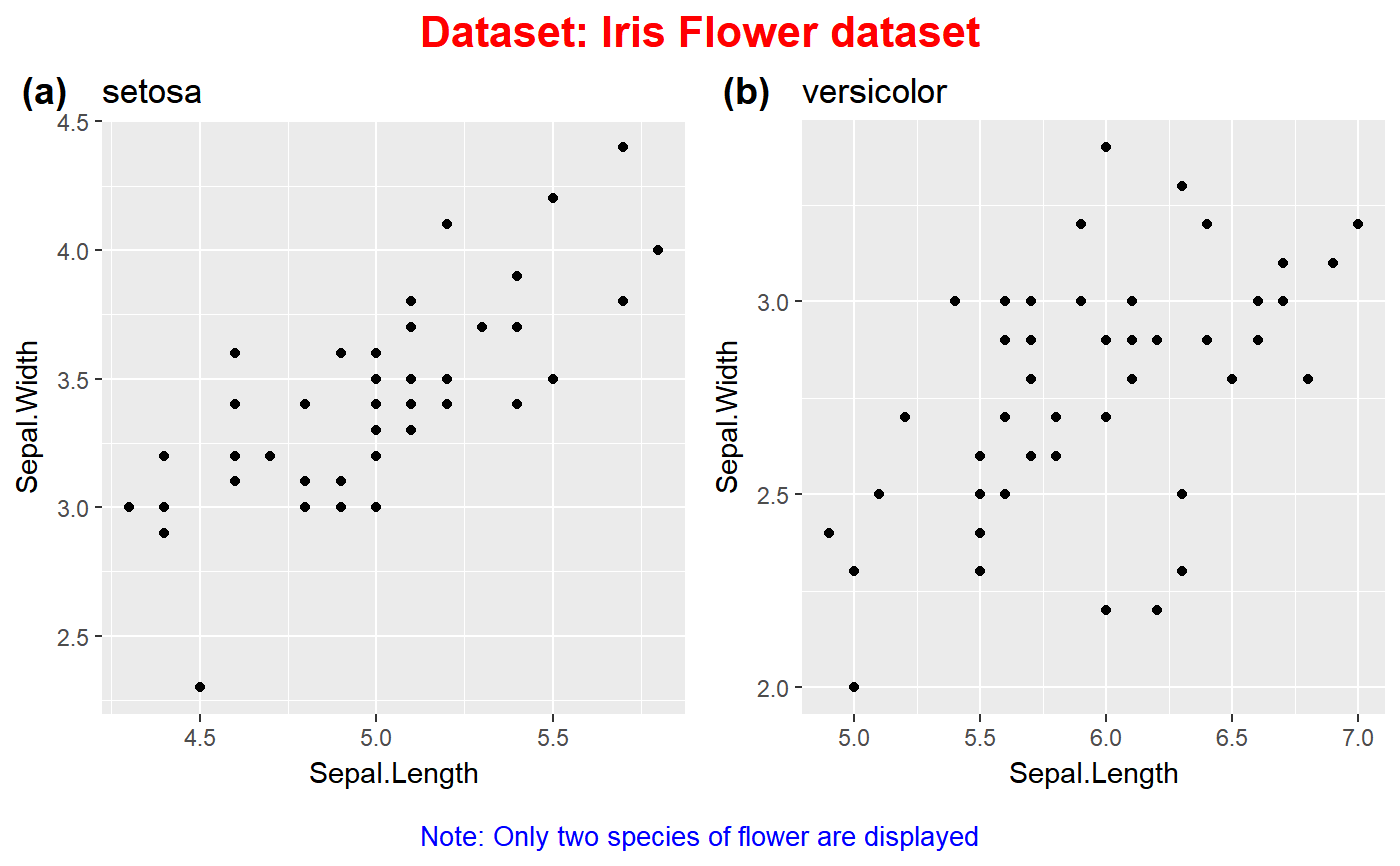 Dataset: Iris Flower dataset
(a) setosa
4.5
4.0
3.5
3.0
2.5
Sepal.Width
4.5 5.0 5.5
Sepal.Length
(b) versicolor
3.0
2.5
2.0
Sepal.Width
5.0 5.5 6.0 6.5 7.0
Sepal.Length
Note: Only two species of flower are displayed